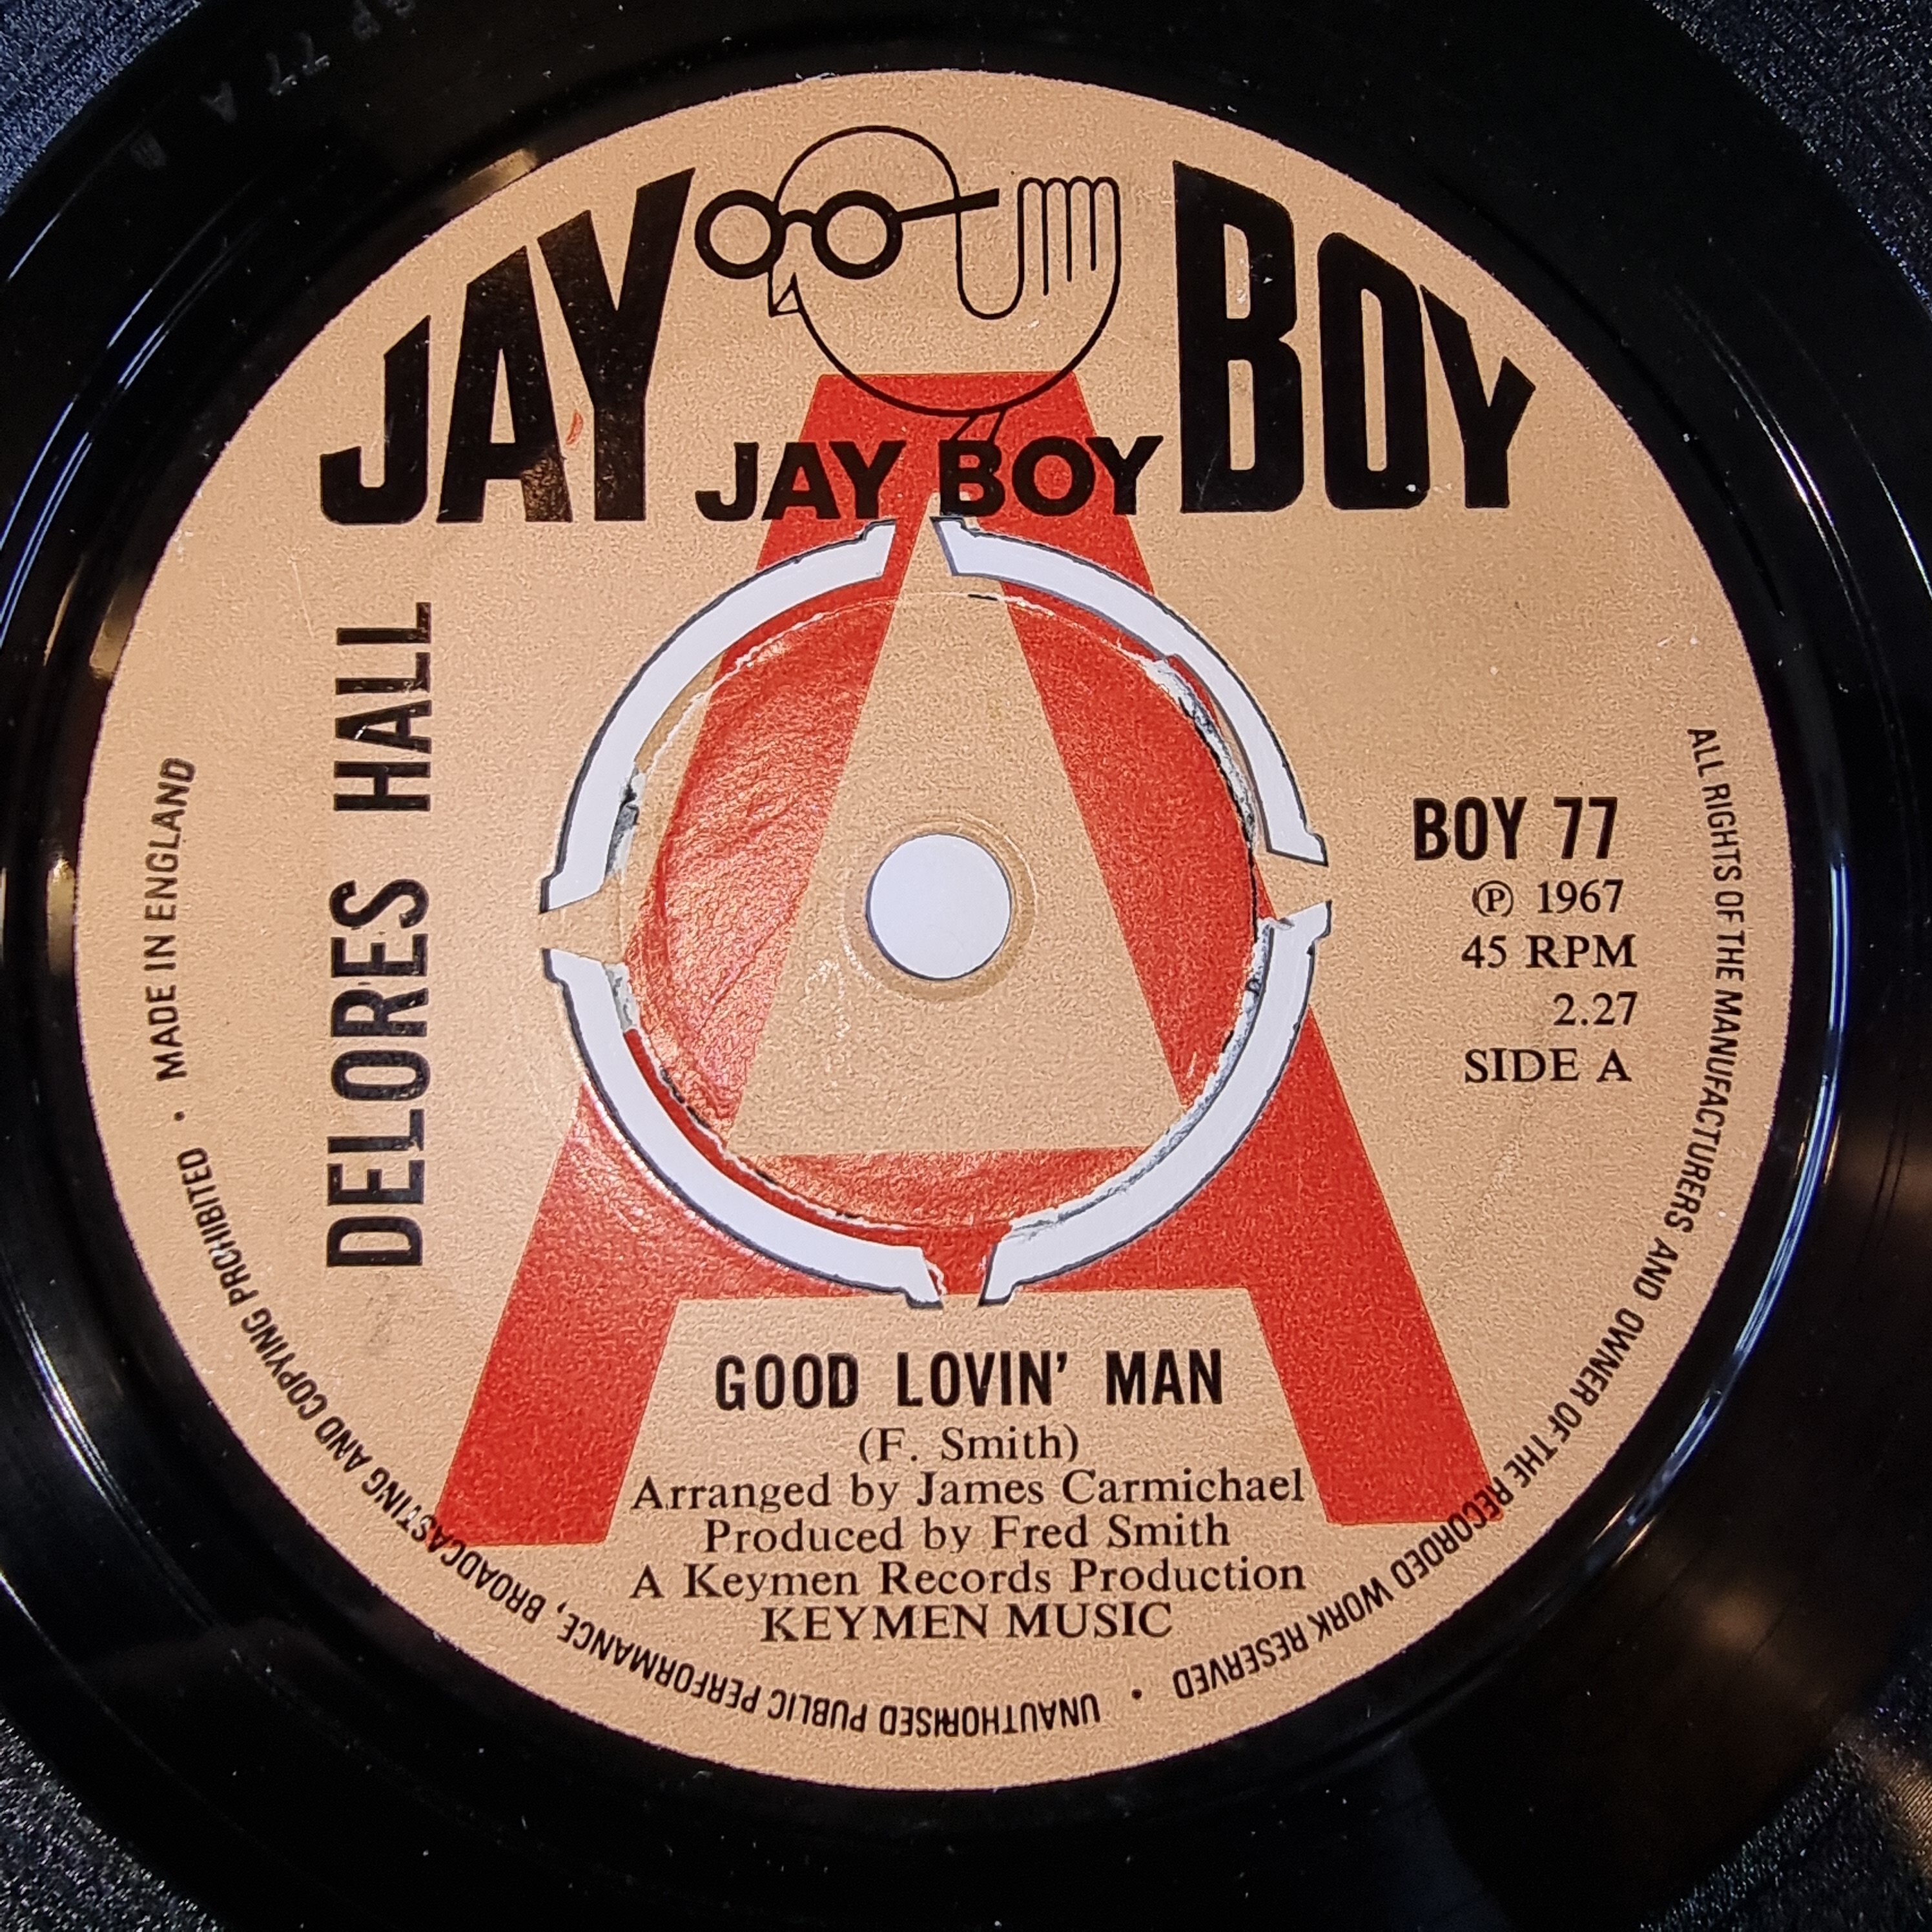 JAY BOY
JAY BOY
A
DELORES HALL
BOY 77
℗ 1967
45 RPM
2.27
SIDE A
GOOD LOVIN' MAN
(F. Smith)
Arranged by James Carmichael
Produced by Fred Smith
A Keymen Records Production
KEYMEN MUSIC
ALL RIGHTS OF THE MANUFACTURERS AND OWNER OF THE RECORDED WORK RESERVED • UNAUTHORISED PUBLIC PERFORMANCE, BROADCASTING AND COPYING PROHIBITED • MADE IN ENGLAND
77 A